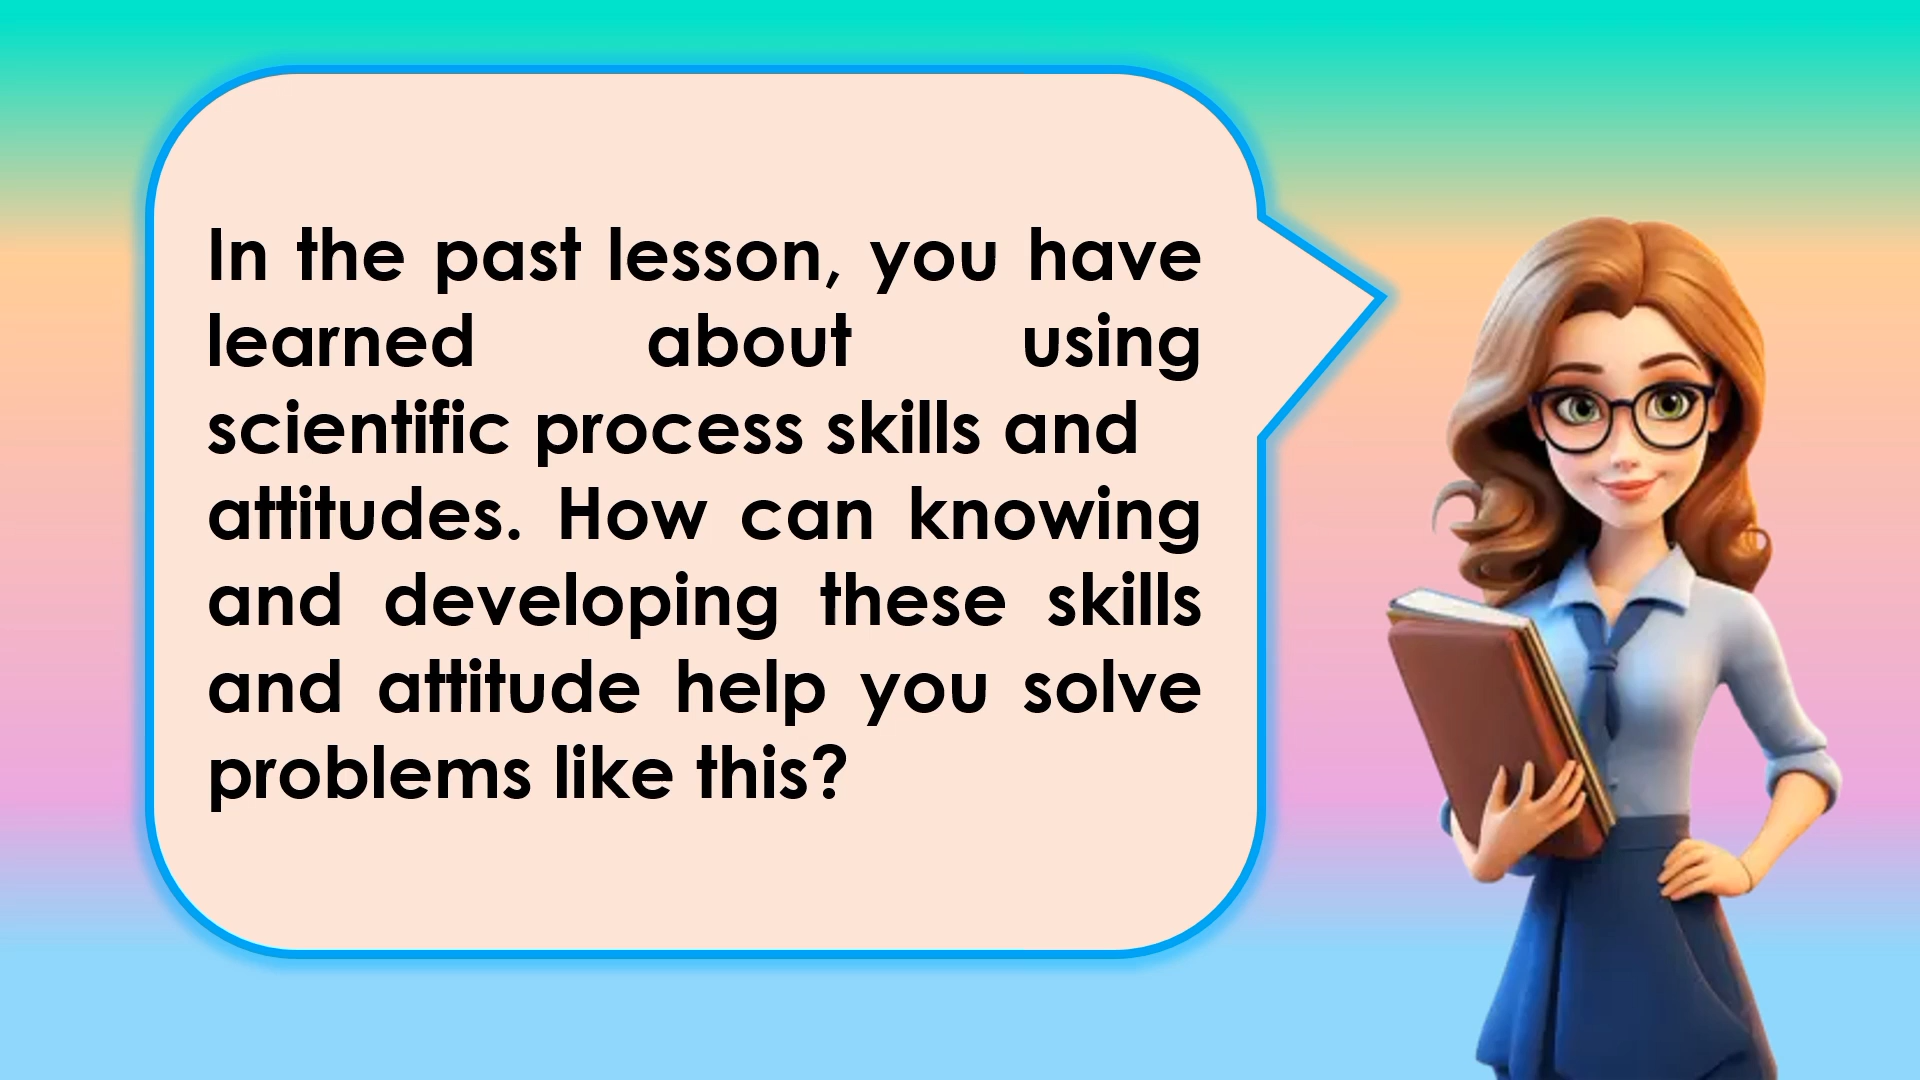 In the past lesson, you have
learned about using
scientific process skills and
attitudes. How can knowing
and developing these skills
and attitude help you solve
problems like this?